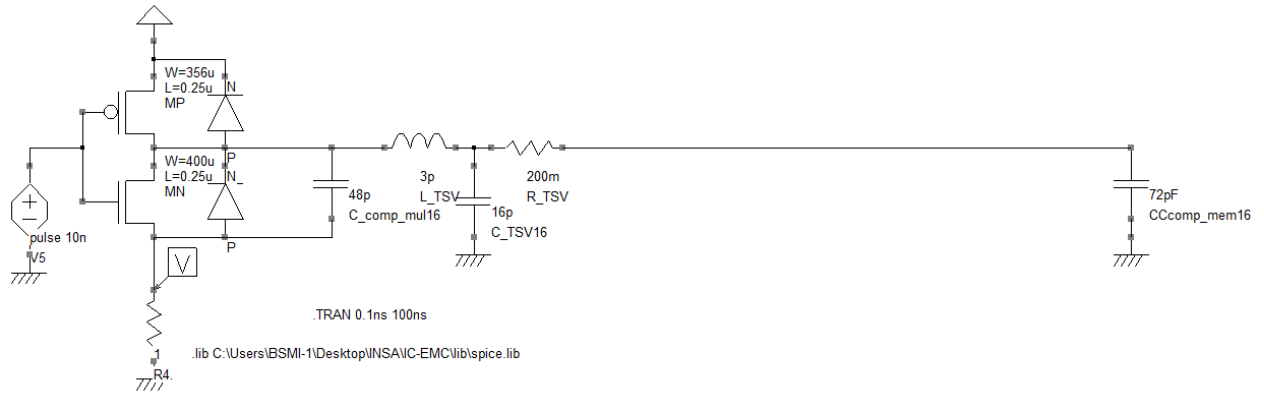 W=356u
L=0.25u
MP
N
P
W=400u
L=0.25u
MN
N_
P
pulse 10n
V5
48p
C_comp_mul16
3p
L_TSV
16p
C_TSV16
200m
R_TSV
72pF
CCcomp_mem16
V
1
R4.
.TRAN 0.1ns 100ns
.lib C:\Users\BSMI-1\Desktop\INSA\IC-EMC\lib\spice.lib